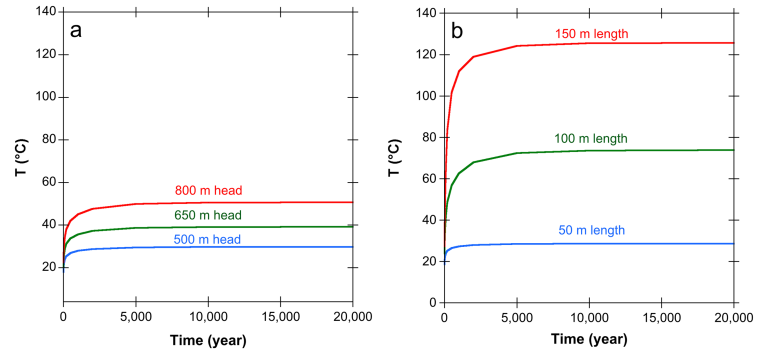 a
140
120
100
80
60
40
20
T (°C)
800 m head
650 m head
500 m head
0
5,000
10,000
15,000
20,000
Time (year)
b
140
120
100
80
60
40
20
0
T (°C)
150 m length
100 m length
50 m length
0
5,000
10,000
15,000
20,000
Time (year)